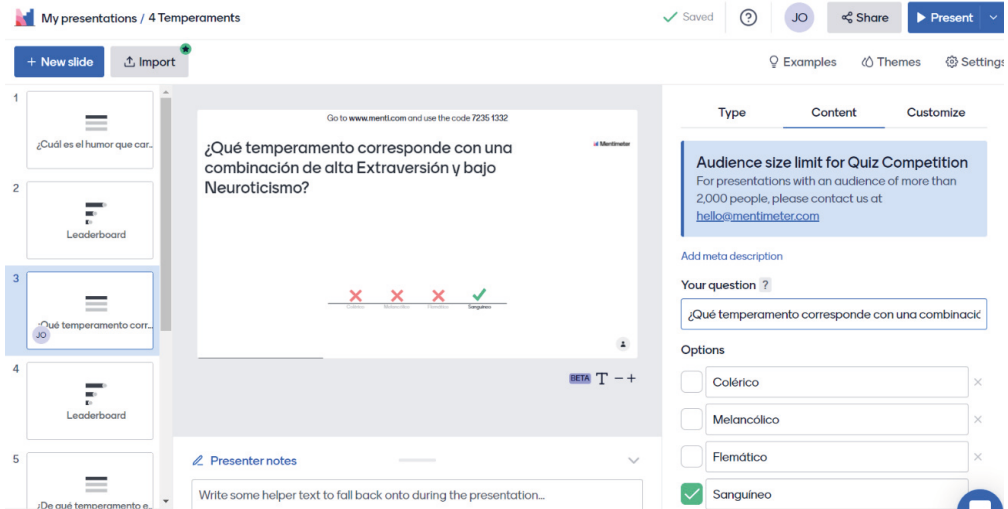 My presentations / 4 Temperaments
Saved
JO
Share
Present
+ New slide
Import
Examples
Themes
Settings
1
¿Cuál es el humor que car..
2
Leaderboard
3
¿Qué temperamento corr..
JO
4
Leaderboard
5
¿De qué temperamento e..
Go to www.menti.com and use the code 7235 1332
Mentimeter
¿Qué temperamento corresponde con una
combinación de alta Extraversión y bajo
Neuroticismo?
Colérico Melancólico Flemático Sanguíneo
BETA T − +
Presenter notes
Write some helper text to fall back onto during the presentation...
Type Content Customize
Audience size limit for Quiz Competition
For presentations with an audience of more than
2,000 people, please contact us at
hello@mentimeter.com
Add meta description
Your question ?
¿Qué temperamento corresponde con una combinació
Options
Colérico
Melancólico
Flemático
Sanguíneo